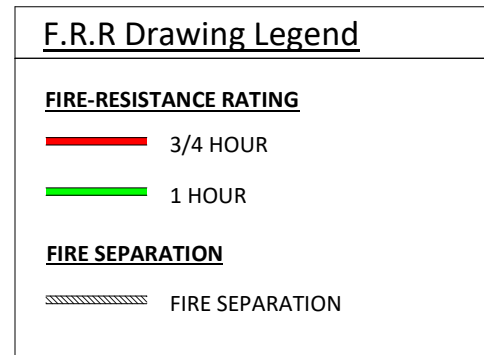 F.R.R Drawing Legend
FIRE-RESISTANCE RATING
3/4 HOUR
1 HOUR
FIRE SEPARATION
FIRE SEPARATION